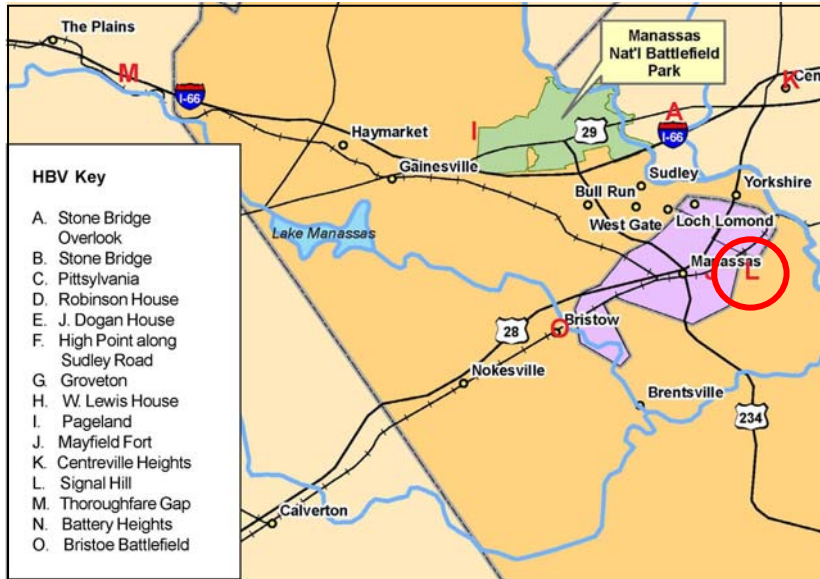 The Plains
M
I-66
Haymarket
Gainesville
I
Manassas
Nat'l Battlefield
Park
29
A
I-66
K
Cen
Sudley
Bull Run
Yorkshire
West Gate
Loch Lomond
Lake Manassas
Manassas
J
L
28
O
Bristow
Nokesville
Brentsville
234
Calverton
HBV Key
A. Stone Bridge
Overlook
B. Stone Bridge
C. Pittsylvania
D. Robinson House
E. J. Dogan House
F. High Point along
Sudley Road
G. Groveton
H. W. Lewis House
I. Pageland
J. Mayfield Fort
K. Centreville Heights
L. Signal Hill
M. Thoroughfare Gap
N. Battery Heights
O. Bristoe Battlefield